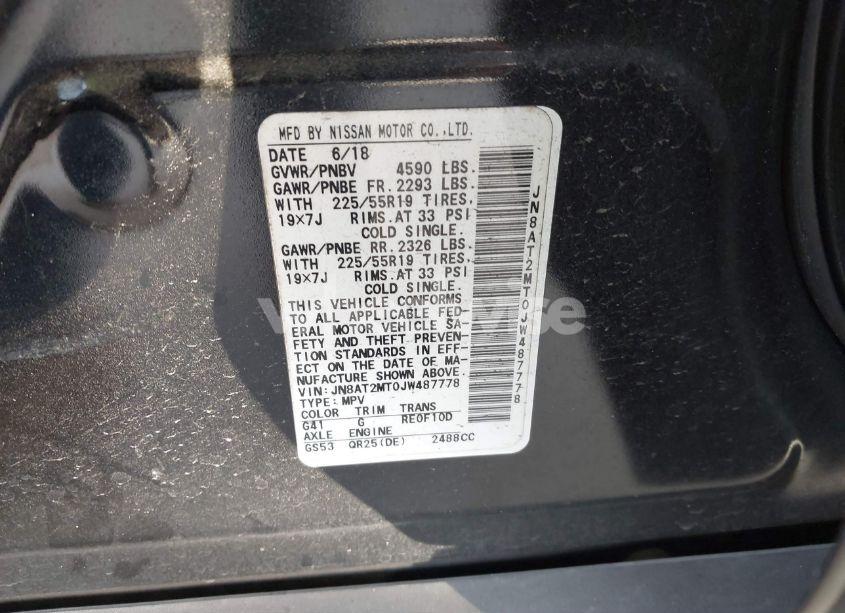 MFD BY NISSAN MOTOR CO.,LTD.
DATE 6/18
GVWR/PNBV 4590 LBS.
GAWR/PNBE FR. 2293 LBS.
WITH 225/55R19 TIRES,
19×7J RIMS.AT 33 PSI
COLD SINGLE.
GAWR/PNBE RR. 2326 LBS.
WITH 225/55R19 TIRES,
19×7J RIMS.AT 33 PSI
COLD SINGLE.
THIS VEHICLE CONFORMS
TO ALL APPLICABLE FED-
ERAL MOTOR VEHICLE SA-
FETY AND THEFT PREVEN-
TION STANDARDS IN EFF-
ECT ON THE DATE OF MA-
NUFACTURE SHOWN ABOVE.
VIN: JN8AT2MT0JW487778
TYPE: MPV
COLOR TRIM TRANS
G41 G RE0F10D
AXLE ENGINE
GS53 QR25(DE) 2488CC
JN8AT2MT0JW487778